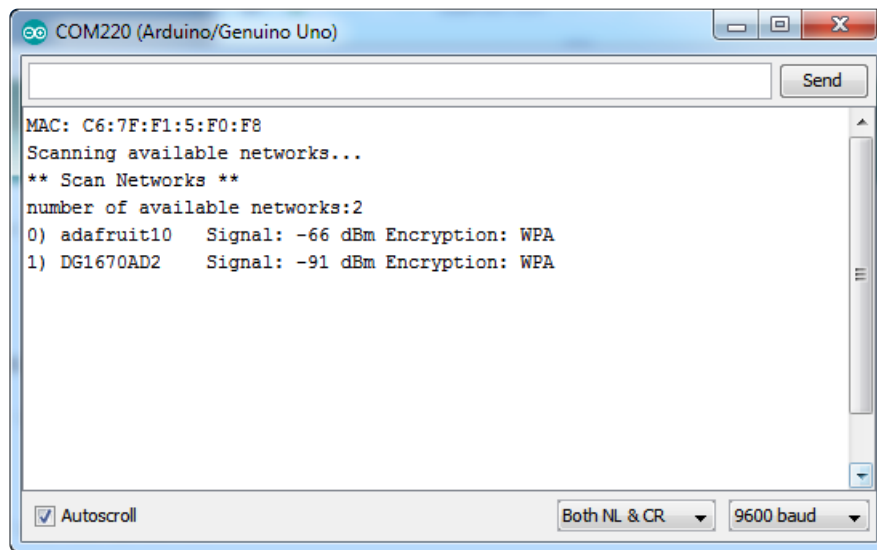 COM220 (Arduino/Genuino Uno)
Send
MAC: C6:7F:F1:5:F0:F8
Scanning available networks...
** Scan Networks **
number of available networks:2
0) adafruit10   Signal: -66 dBm Encryption: WPA
1) DG1670AD2    Signal: -91 dBm Encryption: WPA
Autoscroll
Both NL & CR
9600 baud